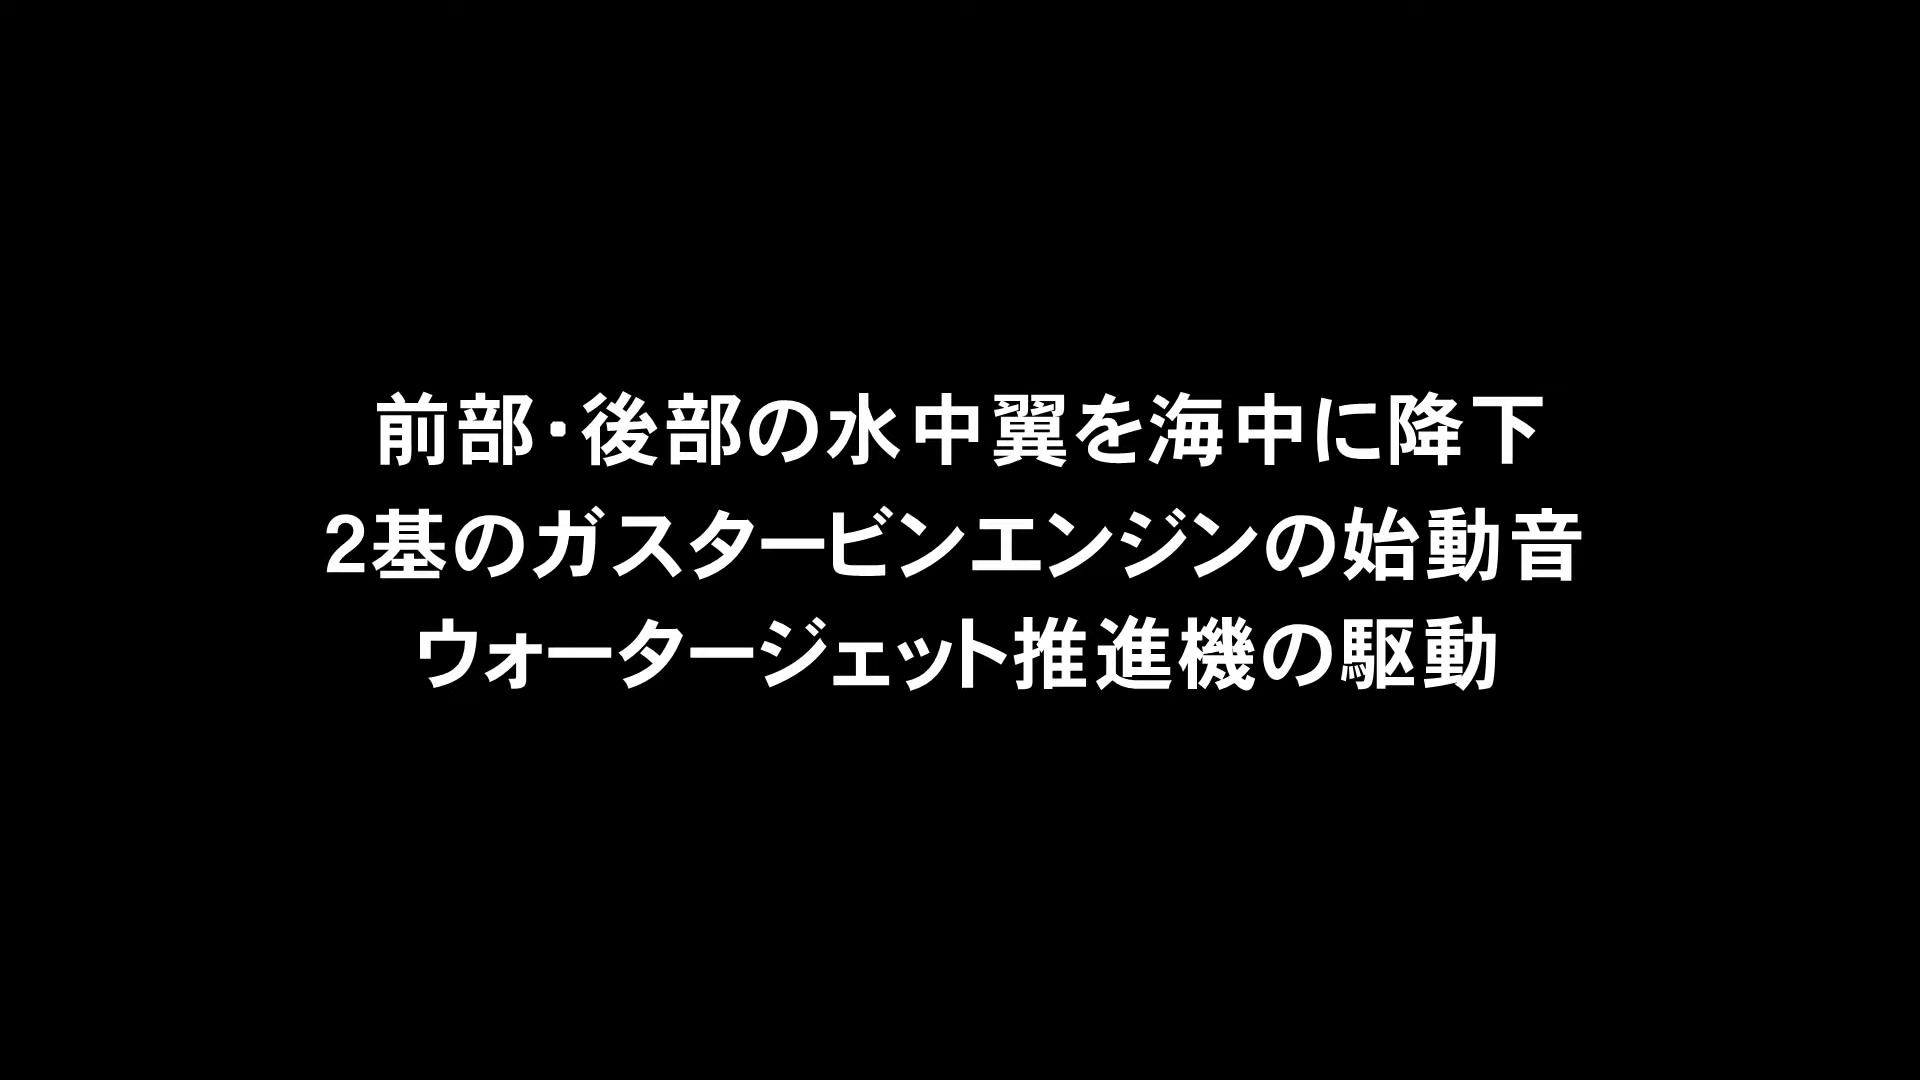 前部・後部の水中翼を海中に降下
2基のガスタービンエンジンの始動音
ウォータージェット推進機の駆動